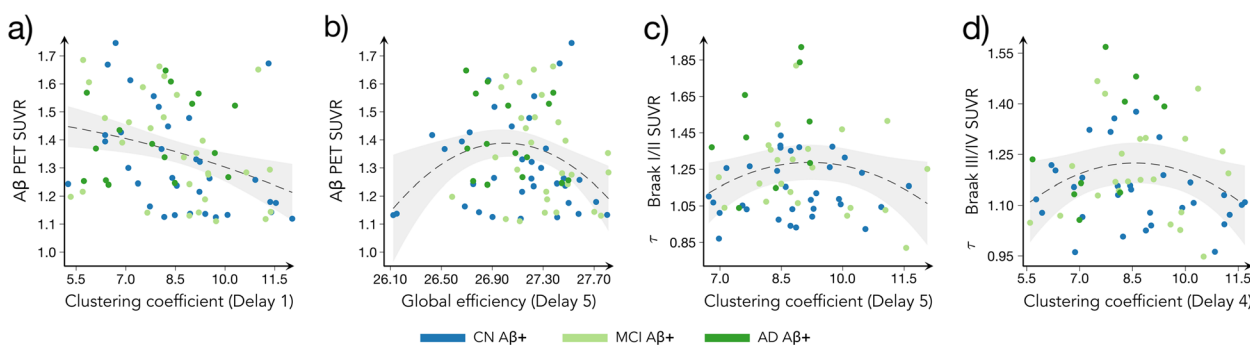 a)
Aβ PET SUVR
1.7
1.6
1.5
1.4
1.3
1.2
1.1
1.0
5.5 7.0 8.5 10.0 11.5
Clustering coefficient (Delay 1)
b)
Aβ PET SUVR
1.7
1.6
1.5
1.4
1.3
1.2
1.1
1.0
26.10 26.50 26.90 27.30 27.70
Global efficiency (Delay 5)
c)
τ Braak I/II SUVR
1.85
1.65
1.45
1.25
1.05
0.85
7.0 8.5 10.0 11.5
Clustering coefficient (Delay 5)
d)
τ Braak III/IV SUVR
1.55
1.40
1.25
1.10
0.95
5.5 7.0 8.5 10.0 11.5
Clustering coefficient (Delay 4)
CN Aβ+ MCI Aβ+ AD Aβ+